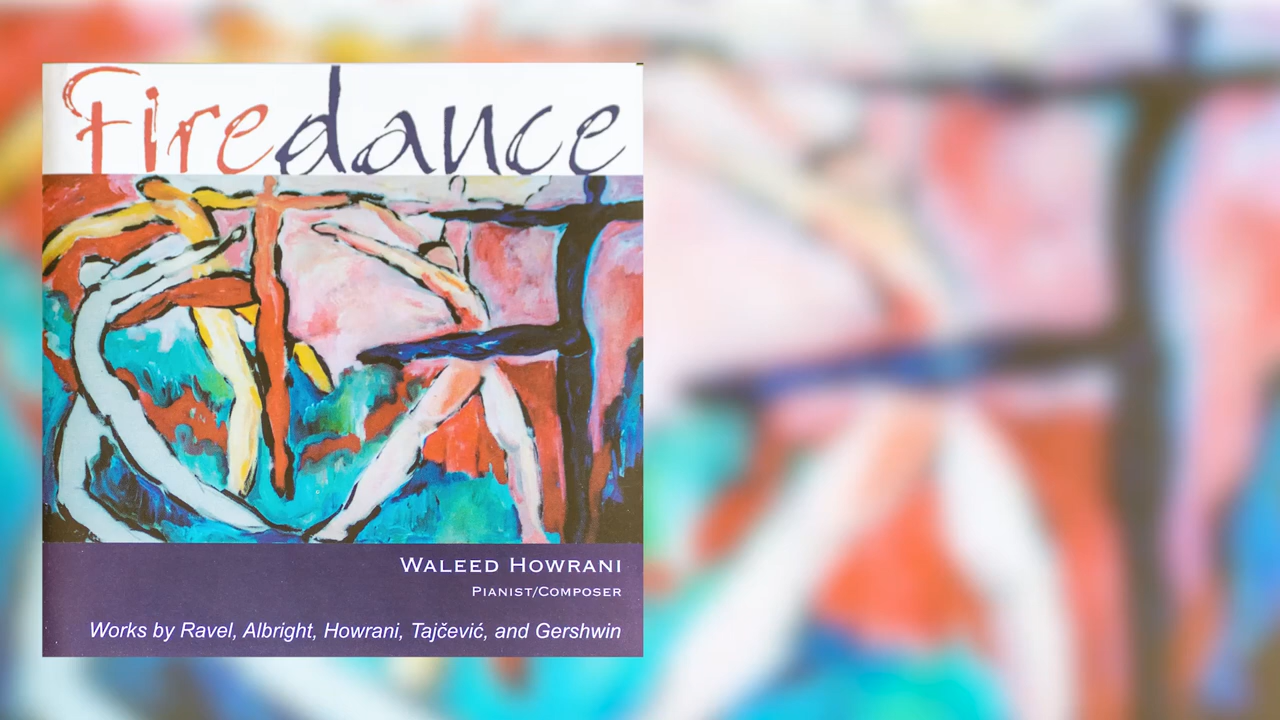 Firedance
WALEED HOWRANI
PIANIST/COMPOSER
Works by Ravel, Albright, Howrani, Tajčević, and Gershwin